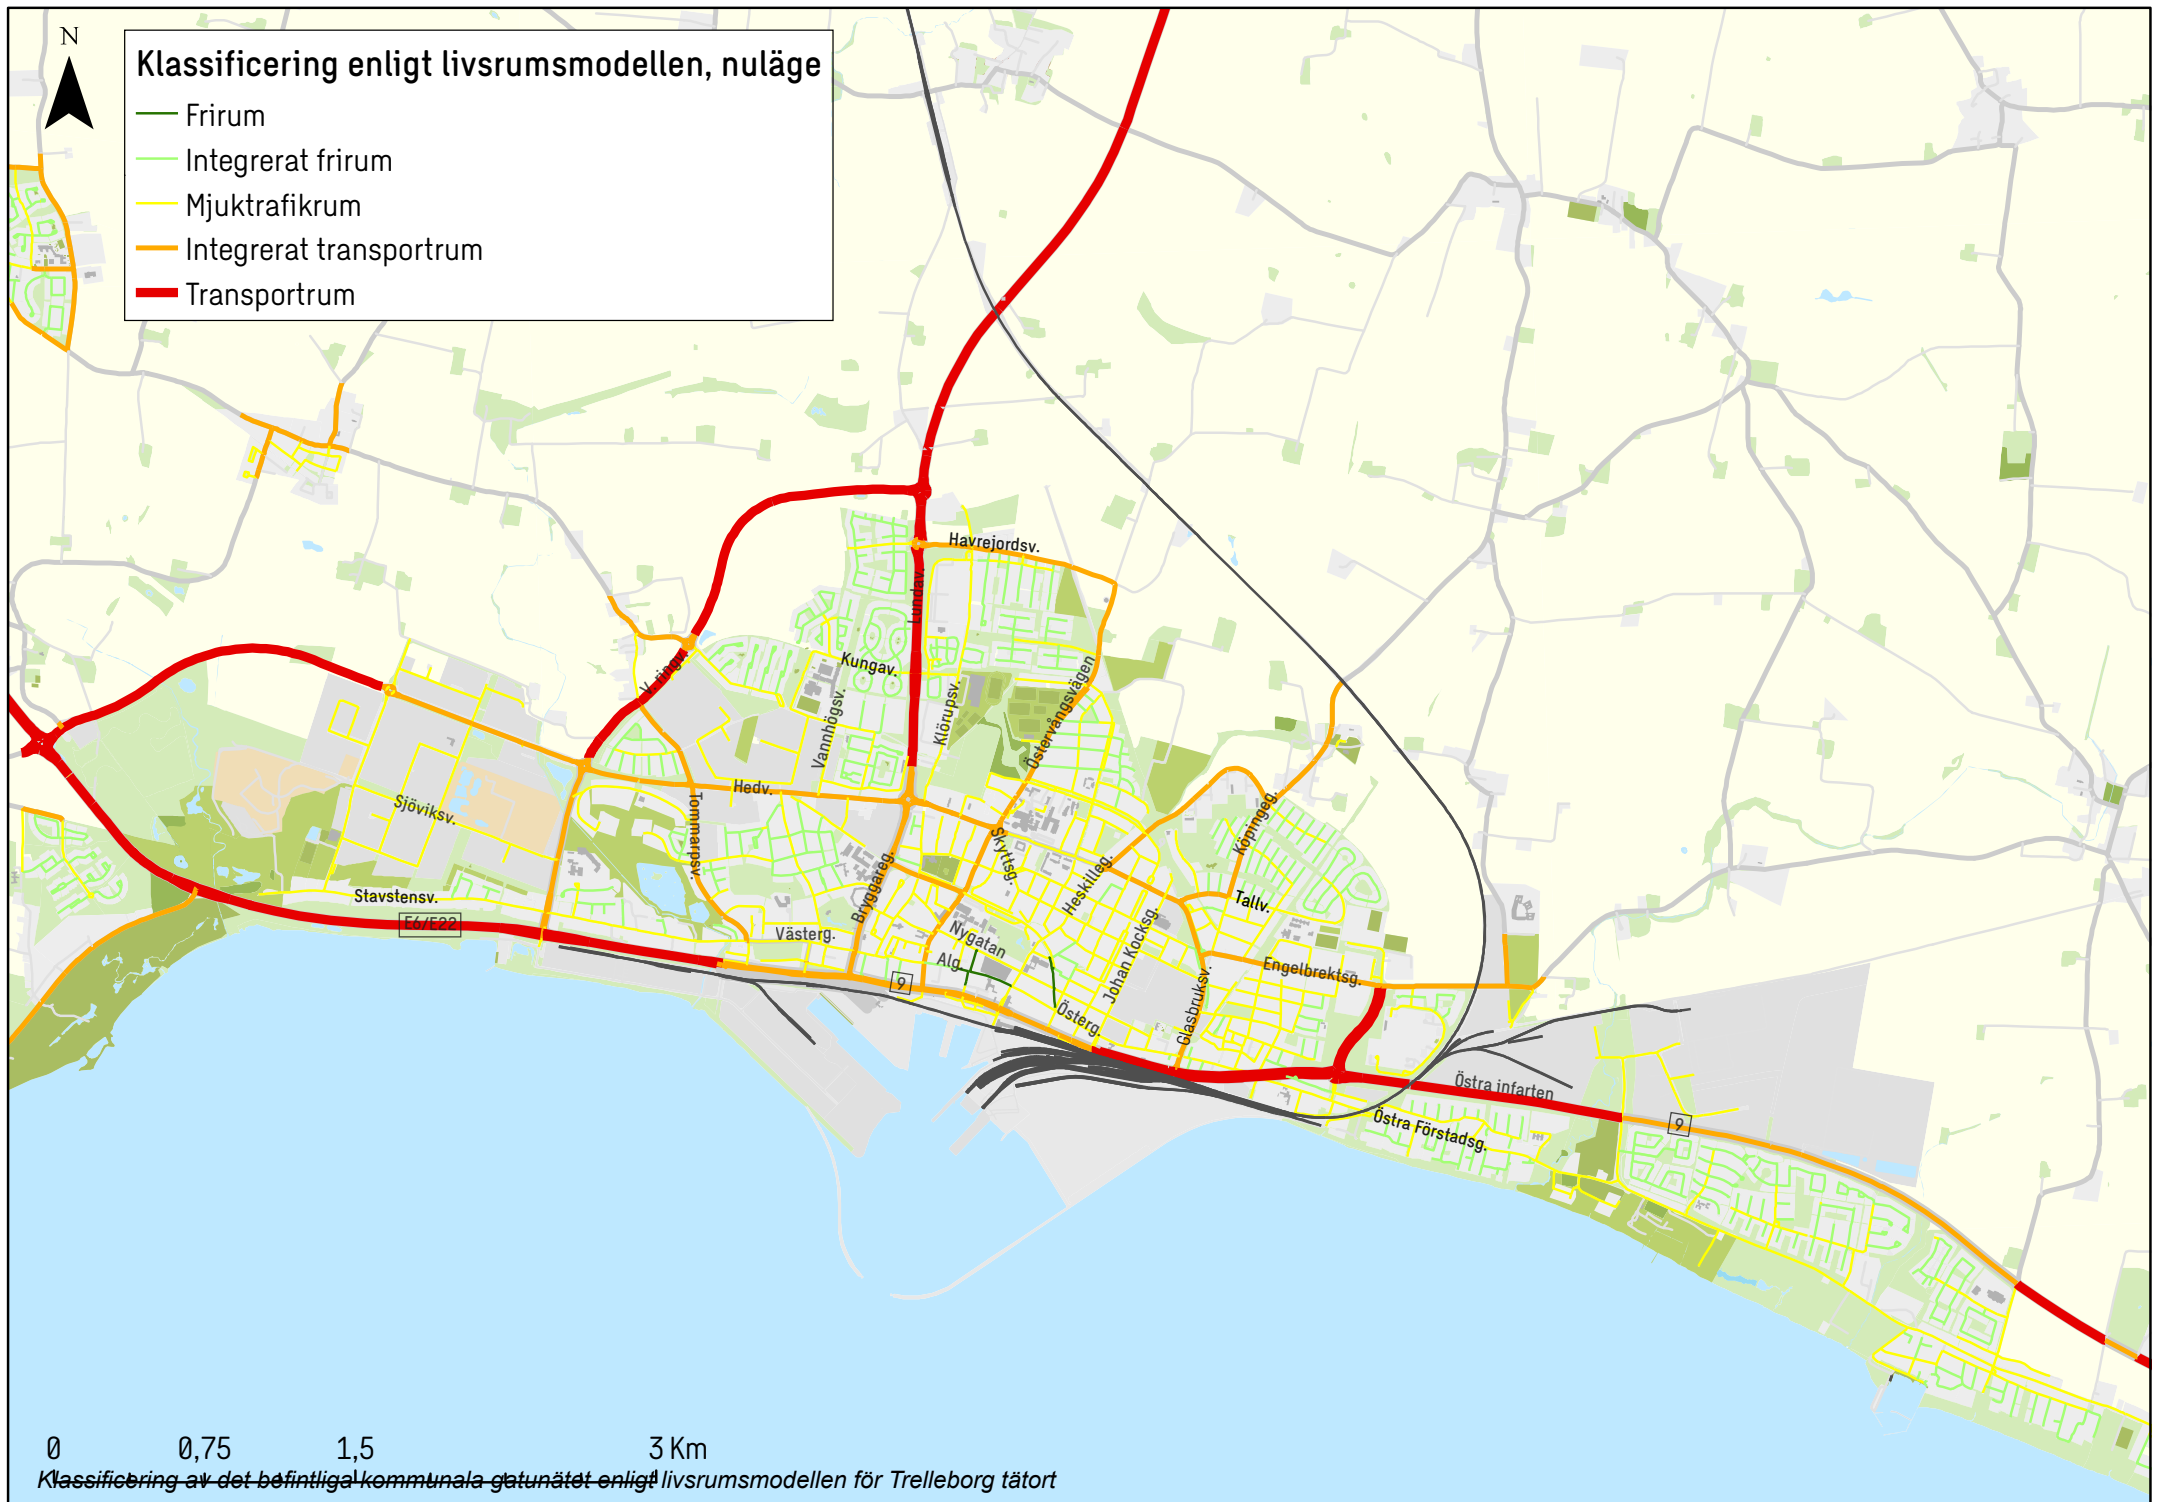 N
Klassificering enligt livsrumsmodellen, nuläge
Frirum
Integrerat frirum
Mjuktrafikrum
Integrerat transportrum
Transportrum
Havrejordsv.
Lundav.
Kungav.
V. ringv.
Vannhögsv.
Klörupsv.
Östervångsvägen
Hedv.
Tommarpsv.
Sjöviksv.
Skyttsg.
Köpingeg.
Heskilleg.
Bryggareg.
Stavstensv.
E6/E22
Tallv.
Västerg.
Nygatan
Alg.
Johan Kocksg.
Engelbrektsg.
9
Österg.
Glasbruksv.
Östra infarten
Östra Förstadsg.
9
0 0,75 1,5 3 Km
Klassificering av det befintliga kommunala gatunätet enligt livsrumsmodellen för Trelleborg tätort